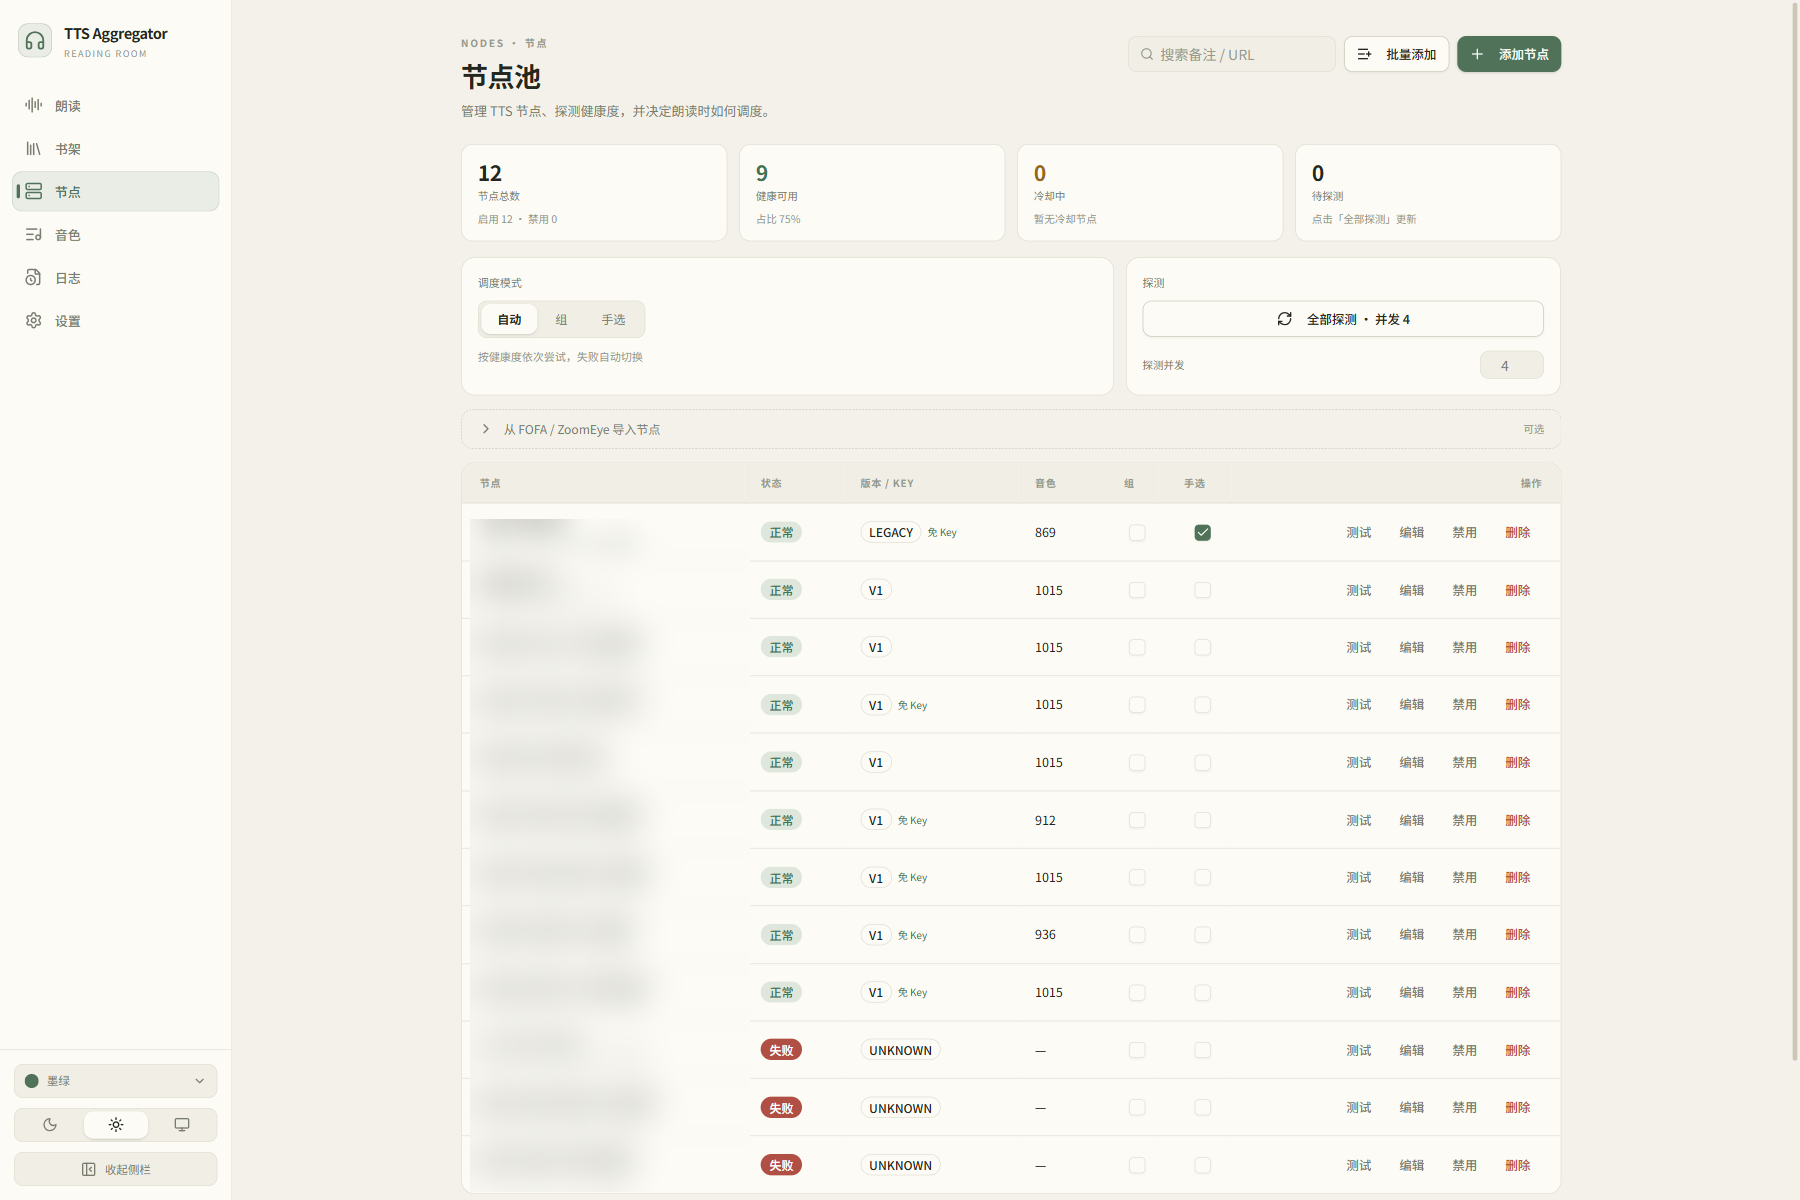 TTS Aggregator
READING ROOM
朗读
书架
节点
音色
日志
设置
墨绿
收起侧栏
NODES · 节点
节点池
管理 TTS 节点、探测健康度，并决定朗读时如何调度。
搜索备注 / URL
批量添加
添加节点
12
节点总数
启用 12 · 禁用 0
9
健康可用
占比 75%
0
冷却中
暂无冷却节点
0
待探测
点击「全部探测」更新
调度模式
自动 组 手选
按健康度依次尝试，失败自动切换
探测
全部探测 · 并发 4
探测并发 4
从 FOFA / ZoomEye 导入节点 可选
节点 状态 版本 / KEY 音色 组 手选 操作
正常 LEGACY 免 Key 869 测试 编辑 禁用 删除
正常 V1 1015 测试 编辑 禁用 删除
正常 V1 1015 测试 编辑 禁用 删除
正常 V1 免 Key 1015 测试 编辑 禁用 删除
正常 V1 1015 测试 编辑 禁用 删除
正常 V1 免 Key 912 测试 编辑 禁用 删除
正常 V1 免 Key 1015 测试 编辑 禁用 删除
正常 V1 免 Key 936 测试 编辑 禁用 删除
正常 V1 免 Key 1015 测试 编辑 禁用 删除
失败 UNKNOWN — 测试 编辑 禁用 删除
失败 UNKNOWN — 测试 编辑 禁用 删除
失败 UNKNOWN — 测试 编辑 禁用 删除